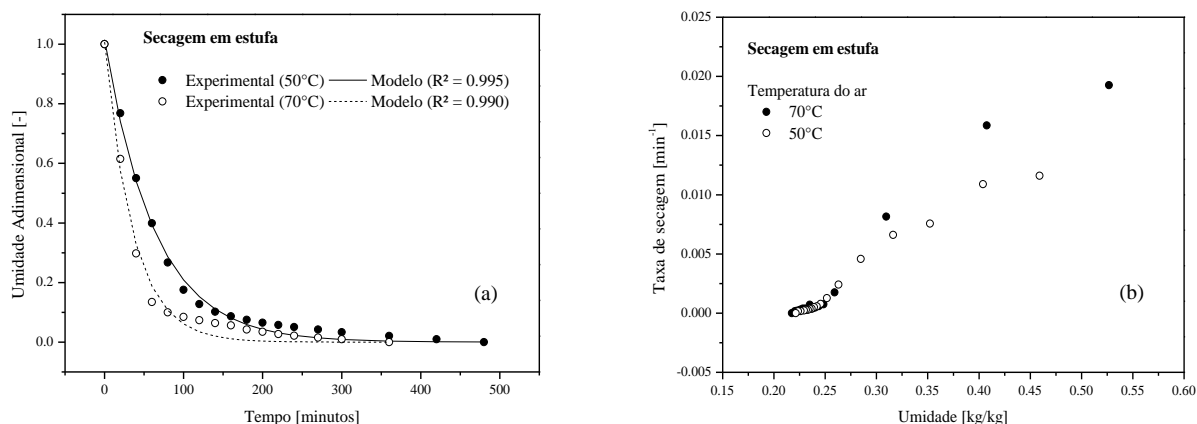 Secagem em estufa
Experimental (50°C) Modelo (R² = 0.995)
Experimental (70°C) Modelo (R² = 0.990)
(a)
Umidade Adimensional [-]
1.0
0.8
0.6
0.4
0.2
0.0
0 100 200 300 400 500
Tempo [minutos]
Secagem em estufa
Temperatura do ar
70°C
50°C
(b)
Taxa de secagem [min⁻¹]
0.025
0.020
0.015
0.010
0.005
0.000
-0.005
0.15 0.20 0.25 0.30 0.35 0.40 0.45 0.50 0.55 0.60
Umidade [kg/kg]